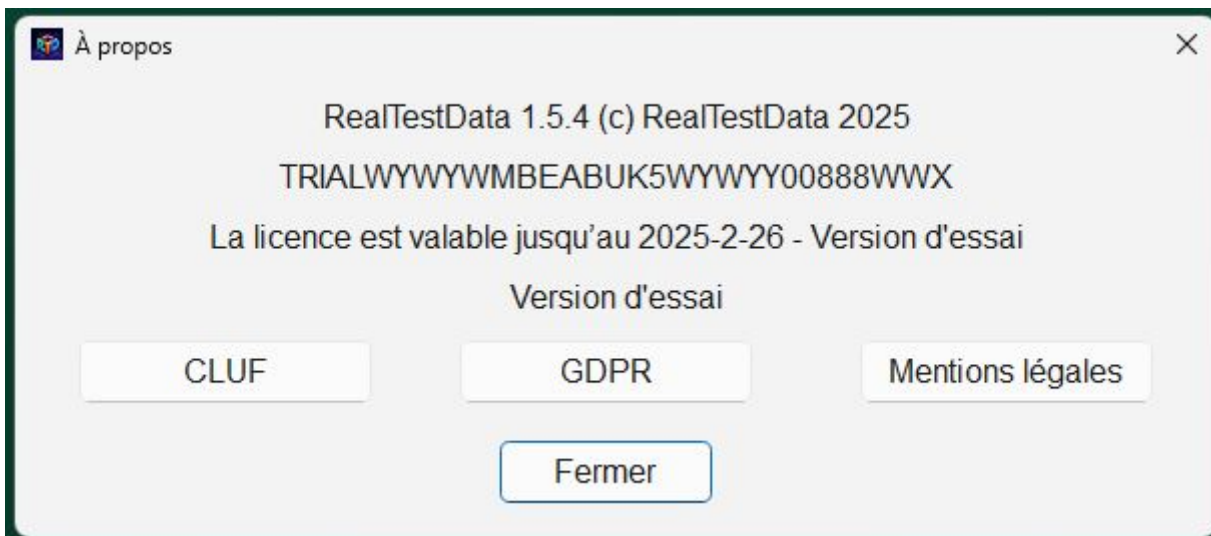 À propos
RealTestData 1.5.4 (c) RealTestData 2025
TRIALWYWYWMBEABUK5WYWYY00888WWX
La licence est valable jusqu’au 2025-2-26 - Version d'essai
Version d'essai
CLUF GDPR Mentions légales
Fermer